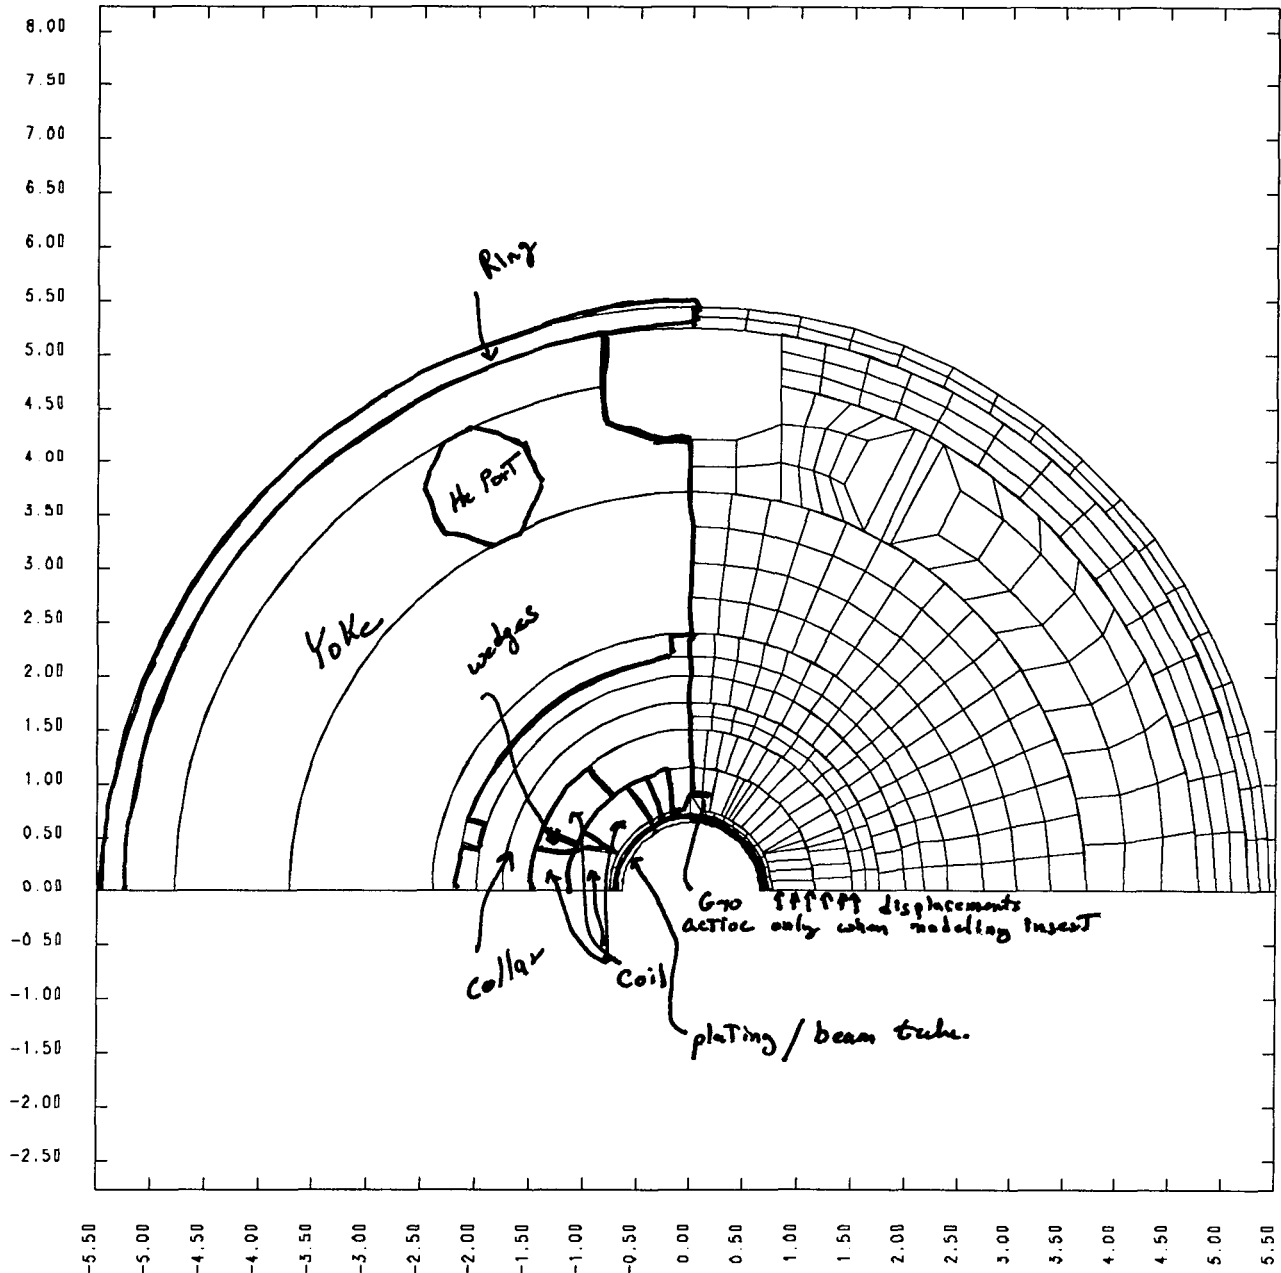 8.00
7.50
7.00
6.50
6.00
5.50
5.00
4.50
4.00
3.50
3.00
2.50
2.00
1.50
1.00
0.50
0.00
-0.50
-1.00
-1.50
-2.00
-2.50
Ring
He Port
Yoke
wedges
Collar
Coil
G-10 ↑↑↑↑↑↑ displacements
only when modeling insert
plating / beam tube.
-5.50 -5.00 -4.50 -4.00 -3.50 -3.00 -2.50 -2.00 -1.50 -1.00 -0.50 0.00 0.50 1.00 1.50 2.00 2.50 3.00 3.50 4.00 4.50 5.00 5.50